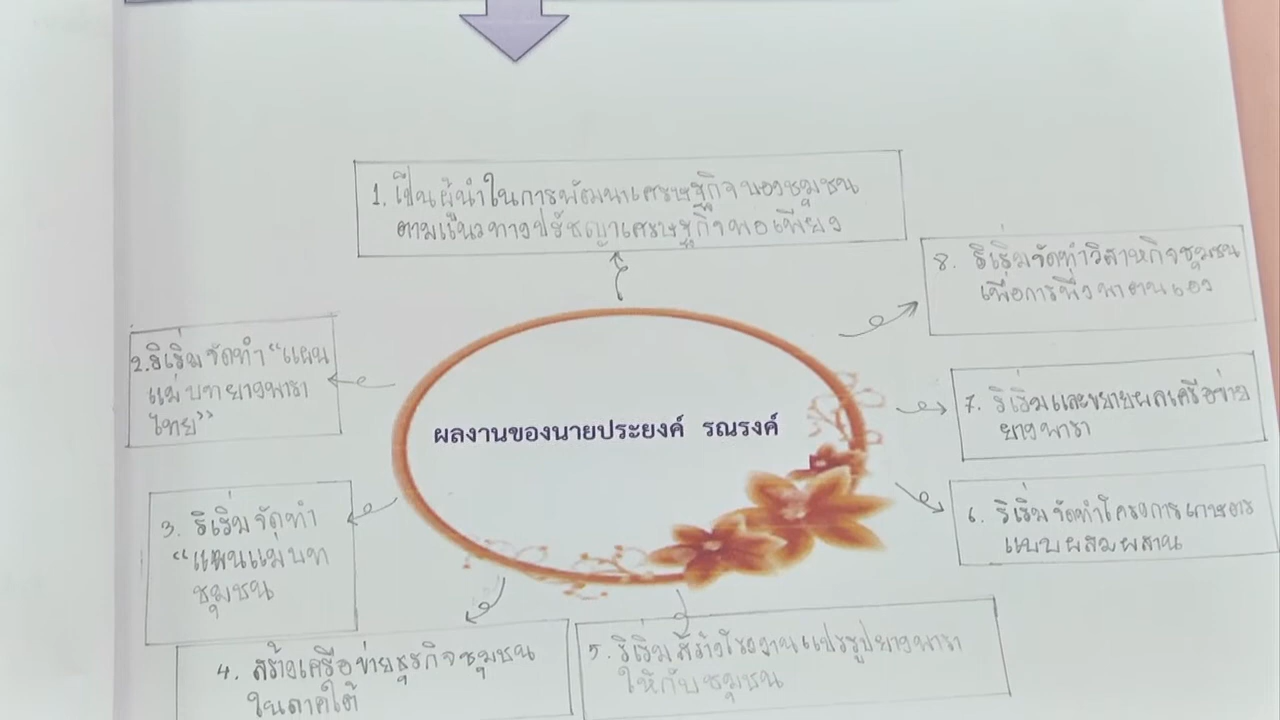 1. เป็นผู้นำในการพัฒนาเศรษฐกิจของชุมชน
ตามแนวทางปรัชญาเศรษฐกิจพอเพียง
8. ริเริ่มจัดทำวิสาหกิจชุมชน
เพื่อการพึ่งพาตนเอง
2.ริเริ่มจัดทำ“แผน
แม่บทยางพารา
ไทย”
7. ริเริ่มและขยายผลเครือข่าย
ยางพารา
ผลงานของนายประยงค์ รณรงค์
3. ริเริ่มจัดทำ
“แผนแม่บท
ชุมชน
6. ริเริ่มจัดทำโครงการเกษตร
แบบผสมผสาน
4. สร้างเครือข่ายธุรกิจชุมชน
ในภาคใต้
5. ริเริ่มสร้างโรงงานแปรรูปยางพารา
ให้กับชุมชน